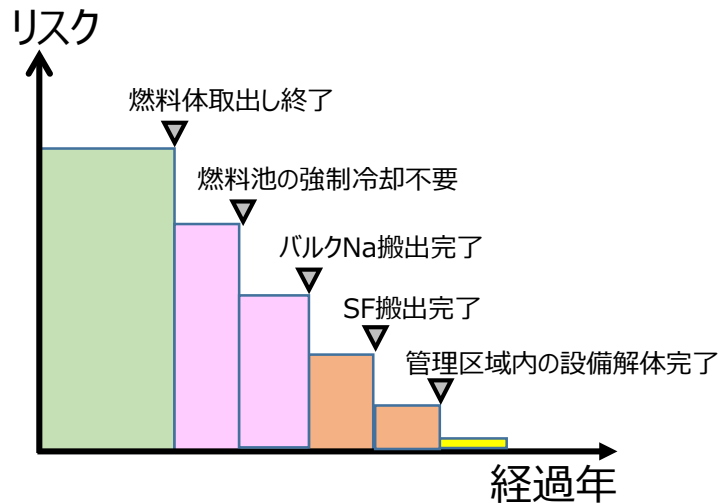 リスク
燃料体取出し終了
燃料池の強制冷却不要
バルクNa搬出完了
SF搬出完了
管理区域内の設備解体完了
経過年